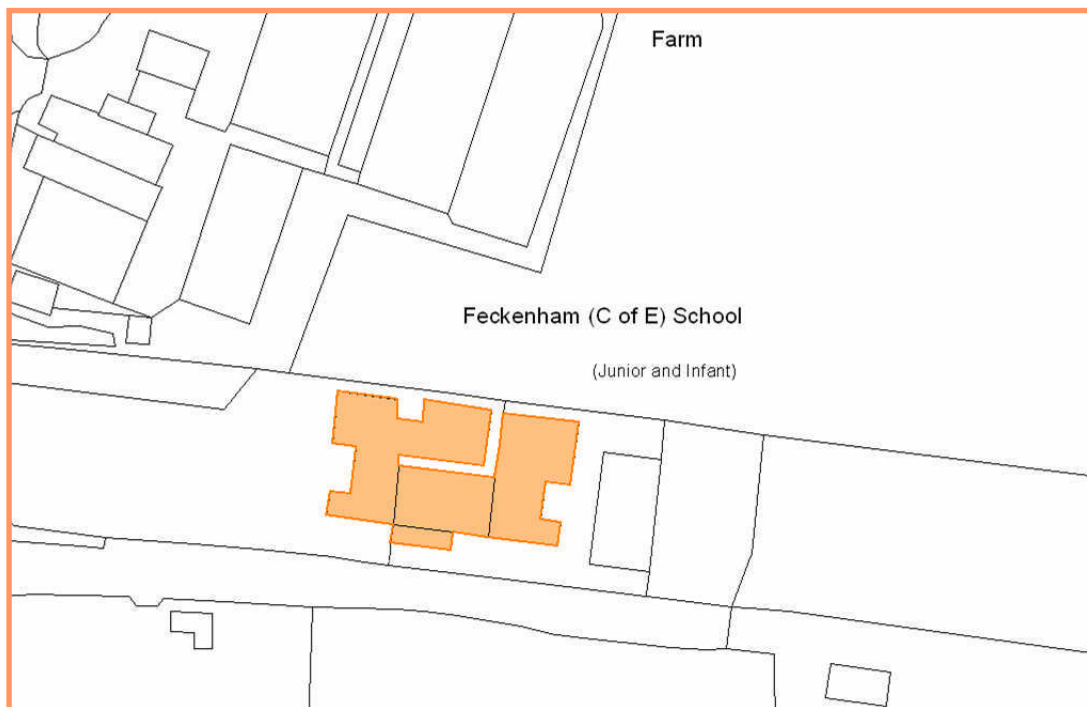 Farm
Feckenham (C of E) School
(Junior and Infant)